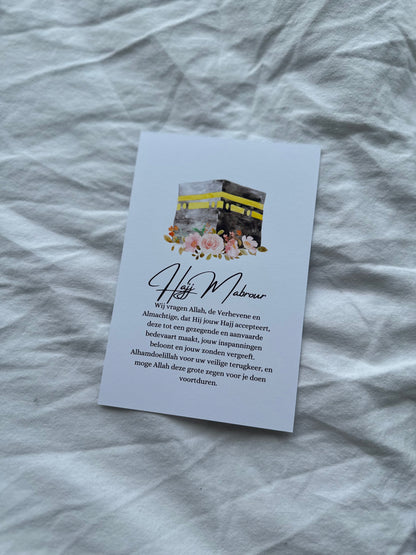 Hajj Mabrour
Wij vragen Allah, de Verhevene en
Almachtige, dat Hij jouw Hajj accepteert,
deze tot een gezegende en aanvaarde
bedevaart maakt, jouw inspanningen
beloont en jouw zonden vergeeft.
Alhamdoelillah voor uw veilige terugkeer, en
moge Allah deze grote zegen voor je doen
voortduren.